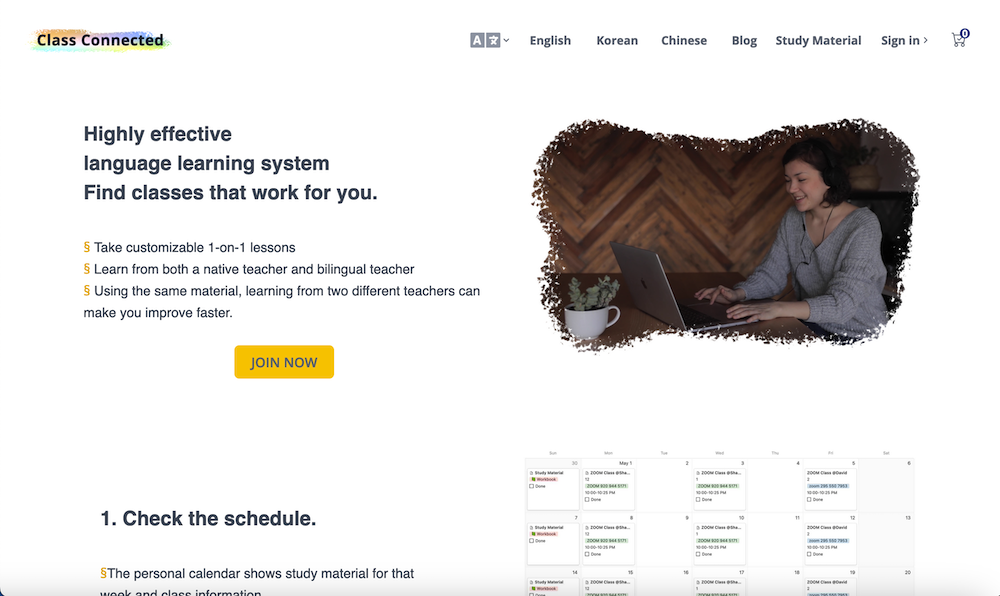 Class Connected
A 文 English Korean Chinese Blog Study Material Sign in > 0
Highly effective
language learning system
Find classes that work for you.
§ Take customizable 1-on-1 lessons
§ Learn from both a native teacher and bilingual teacher
§ Using the same material, learning from two different teachers can
make you improve faster.
JOIN NOW
Sun Mon Tue Wed Thu Fri Sat
30 May 1 2 3 4 5 6
Study Material ZOOM Class @Sha... ZOOM Class @Sha... ZOOM Class @David
Workbook 12 1 2
Done ZOOM 933 944 5171 ZOOM 933 944 5171 zoom 295 550 7953
10:00-10:25 PM 10:00-10:25 PM 10:00-10:25 PM
Done Done Done
7 8 9 10 11 12 13
Study Material ZOOM Class @Sha... ZOOM Class @Sha... ZOOM Class @David
Workbook 13 1 2
Done ZOOM 933 944 5171 ZOOM 933 944 5171 zoom 295 550 7953
10:00-10:25 PM 10:00-10:25 PM 10:00-10:25 PM
Done Done Done
14 15 16 17 18 19 20
Study Material ZOOM Class @Sha... ZOOM Class @Sha... ZOOM Class @David
Workbook
1. Check the schedule.
§The personal calendar shows study material for that
week and class information